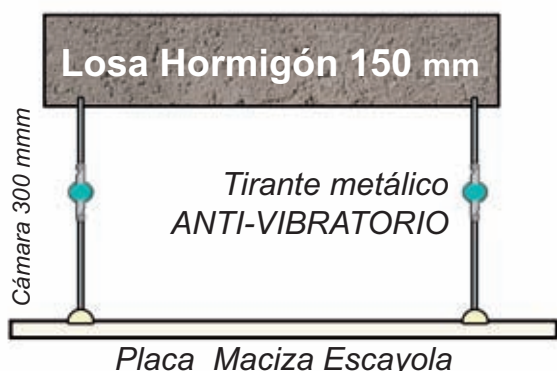 Losa Hormigón 150 mm
Cámara 300 mmm
Tirante metálico
ANTI-VIBRATORIO
Placa Maciza Escayola